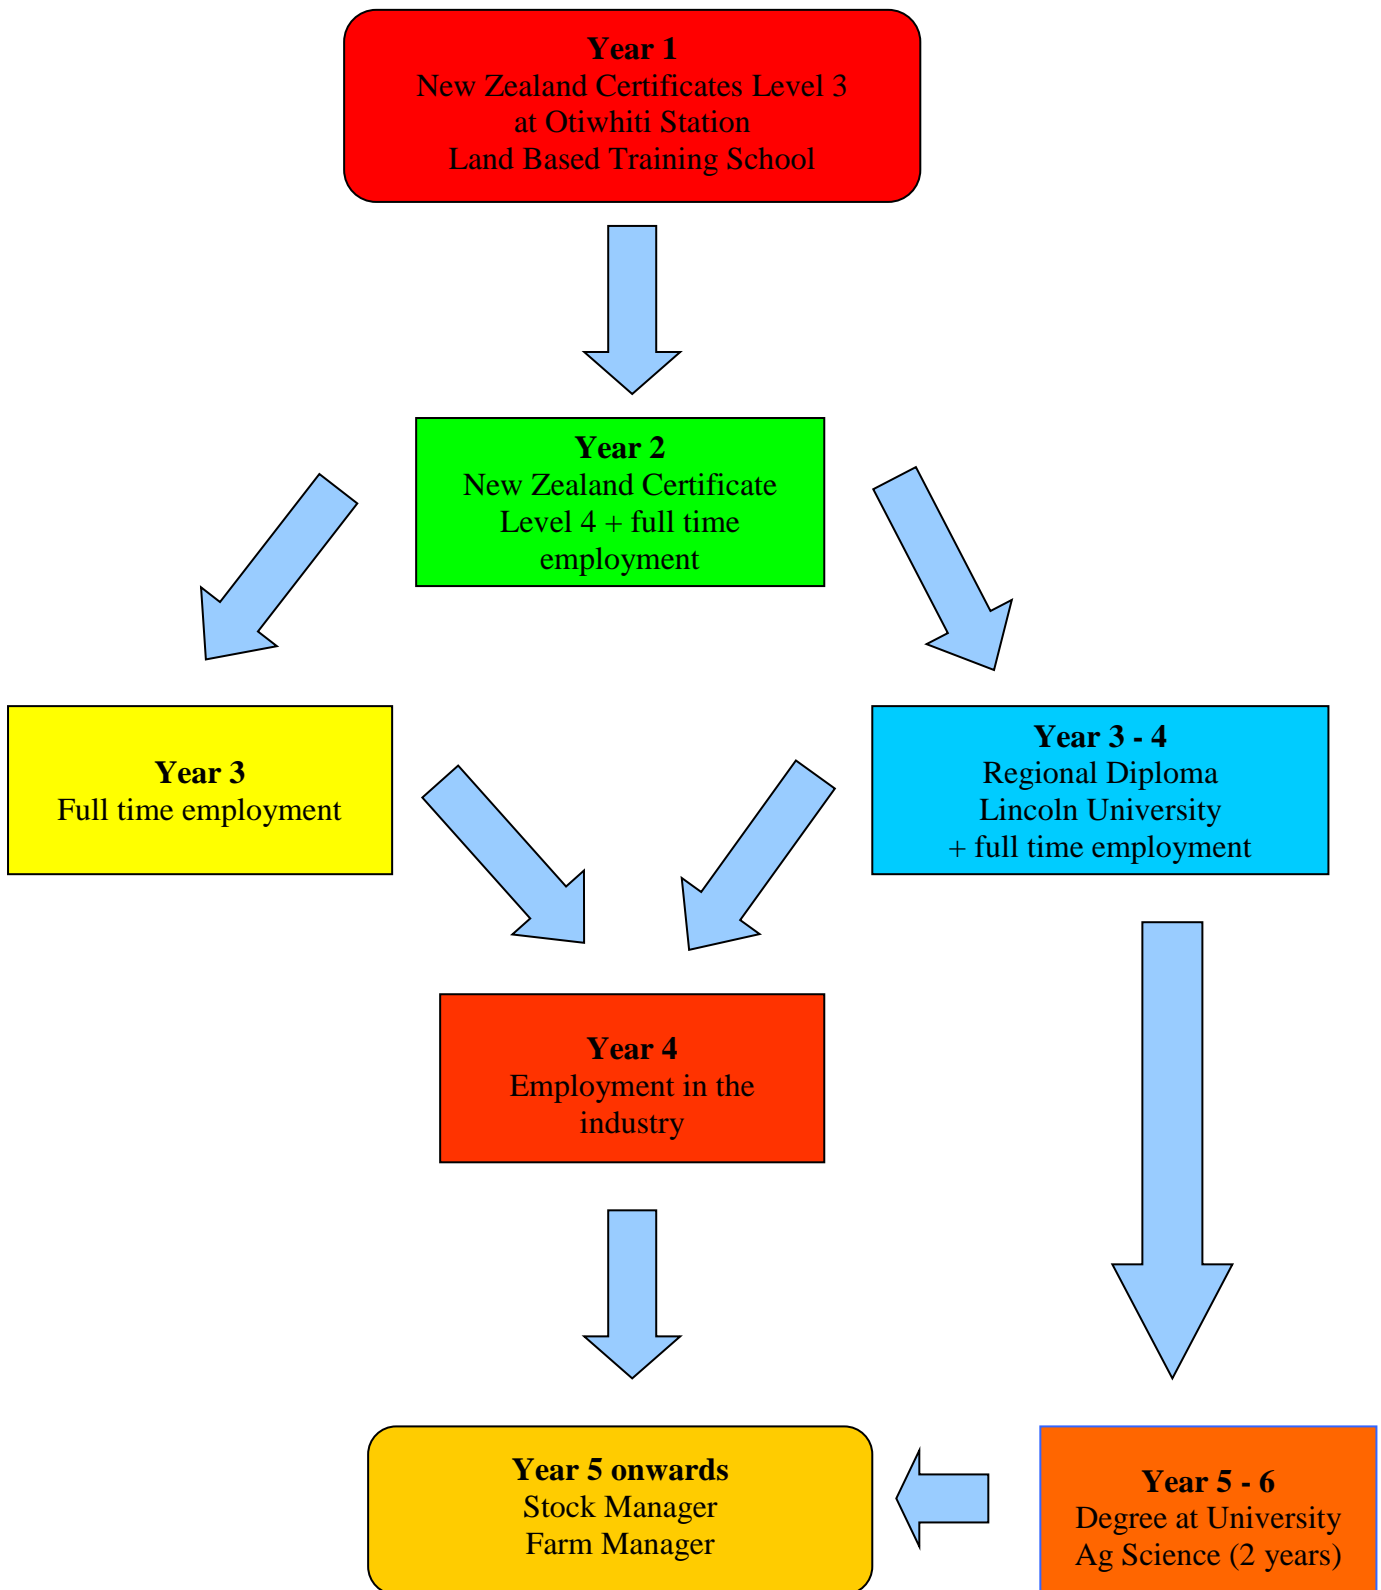 Year 1
New Zealand Certificates Level 3
at Otiwhiti Station
Land Based Training School
Year 2
New Zealand Certificate
Level 4 + full time
employment
Year 3
Full time employment
Year 3 - 4
Regional Diploma
Lincoln University
+ full time employment
Year 4
Employment in the
industry
Year 5 onwards
Stock Manager
Farm Manager
Year 5 - 6
Degree at University
Ag Science (2 years)